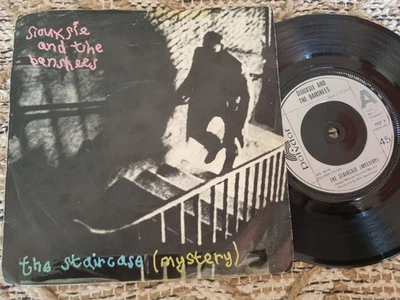 siouxsie
and the
banshees
the staircase (mystery)
SIOUXSIE AND
THE BANSHEES
A
45
polydor
THE STAIRCASE (MYSTERY)